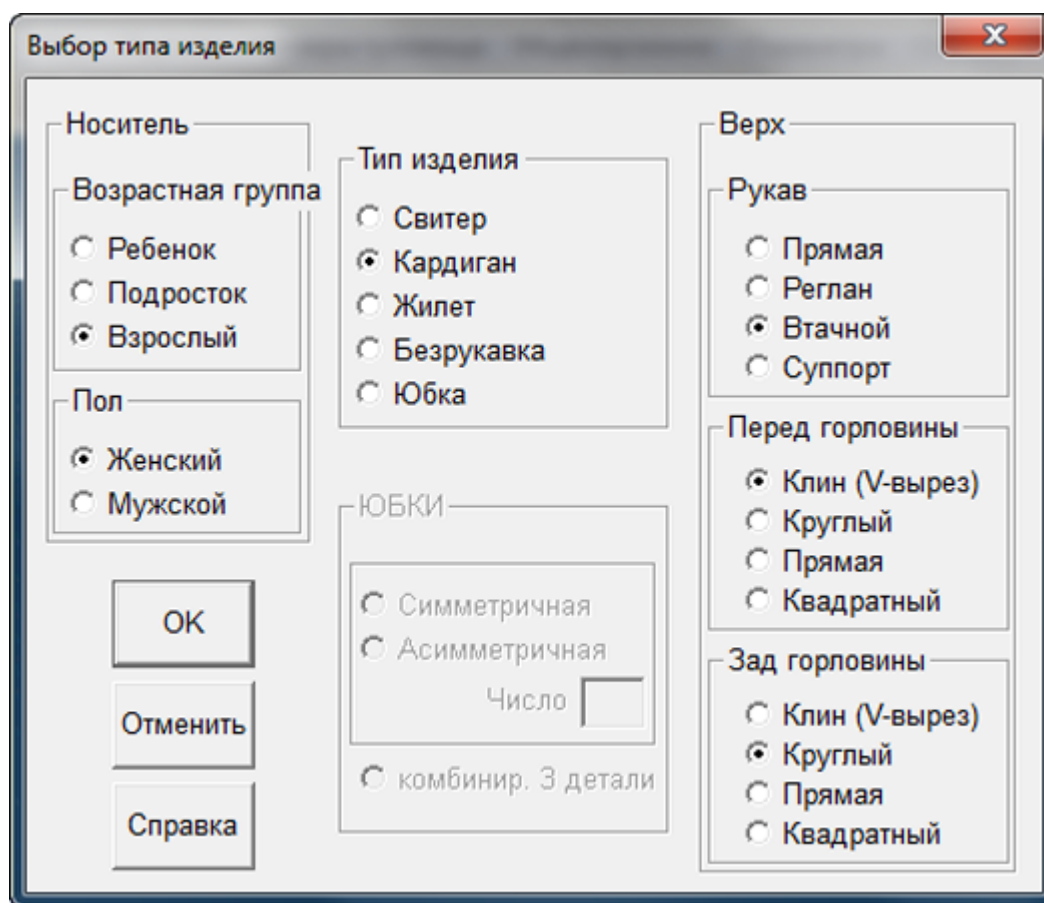 Выбор типа изделия
Носитель
Возрастная группа
Ребенок
Подросток
Взрослый
Пол
Женский
Мужской
OK
Отменить
Справка
Тип изделия
Свитер
Кардиган
Жилет
Безрукавка
Юбка
ЮБКИ
Симметричная
Асимметричная
Число
комбинир. 3 детали
Верх
Рукав
Прямая
Реглан
Втачной
Суппорт
Перед горловины
Клин (V-вырез)
Круглый
Прямая
Квадратный
Зад горловины
Клин (V-вырез)
Круглый
Прямая
Квадратный